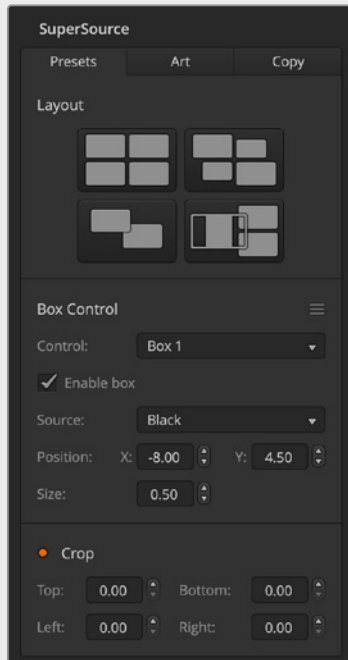 SuperSource
Presets Art Copy
Layout
Box Control
Control: Box 1
Enable box
Source: Black
Position: X: -8.00 Y: 4.50
Size: 0.50
Crop
Top: 0.00 Bottom: 0.00
Left: 0.00 Right: 0.00